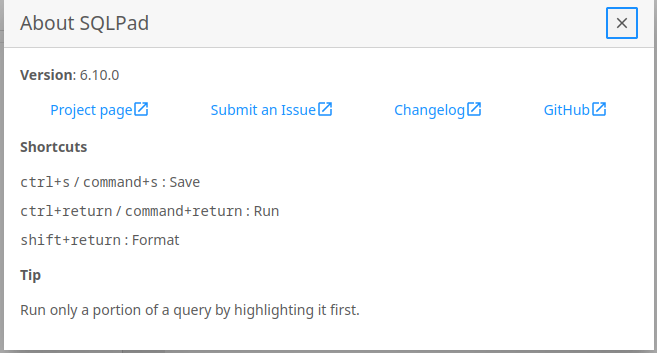 About SQLPad
Version: 6.10.0
Project page Submit an Issue Changelog GitHub
Shortcuts
ctrl+s / command+s : Save
ctrl+return / command+return : Run
shift+return : Format
Tip
Run only a portion of a query by highlighting it first.